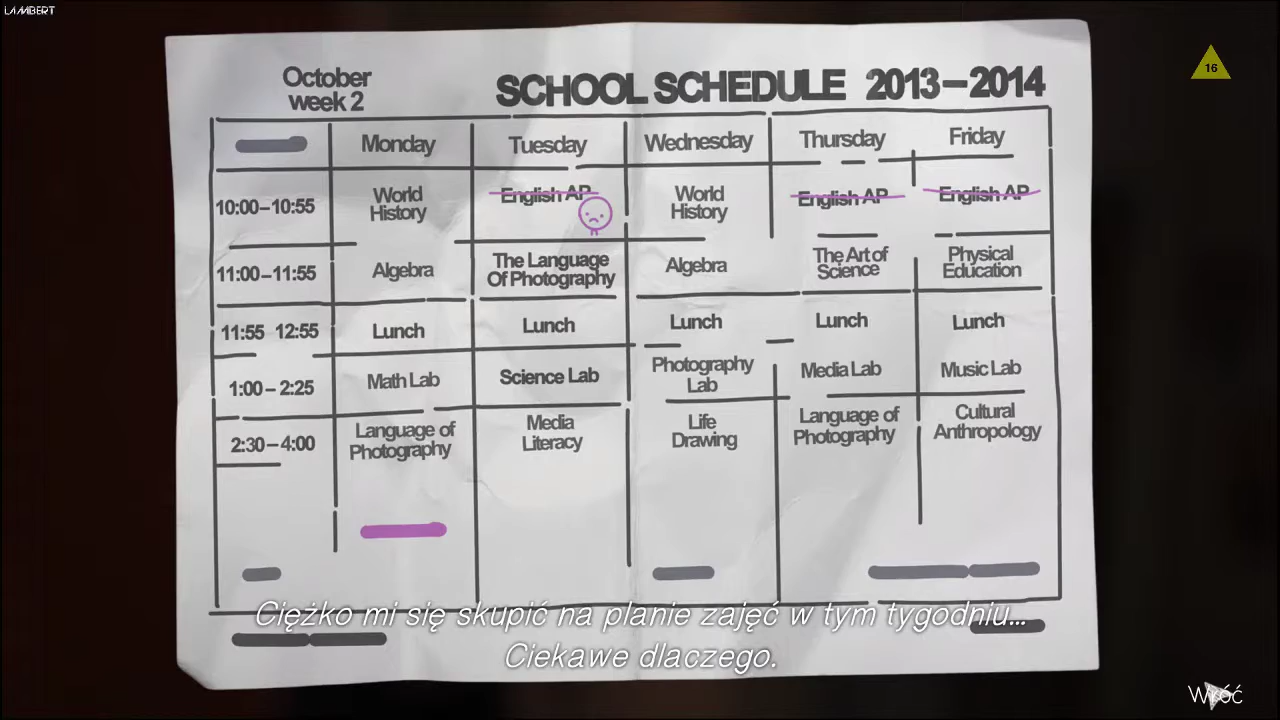 LAMBERT
16
October
week 2
SCHOOL SCHEDULE 2013-2014
Monday Tuesday Wednesday Thursday Friday
10:00-10:55 World History English AP World History English AP English AP
11:00-11:55 Algebra The Language Of Photography Algebra The Art of Science Physical Education
11:55 12:55 Lunch Lunch Lunch Lunch Lunch
1:00-2:25 Math Lab Science Lab Photography Lab Media Lab Music Lab
2:30-4:00 Language of Photography Media Literacy Life Drawing Language of Photography Cultural Anthropology
Ciężko mi się skupić na planie zajęć w tym tygodniu...
Ciekawe dlaczego.
Wróć